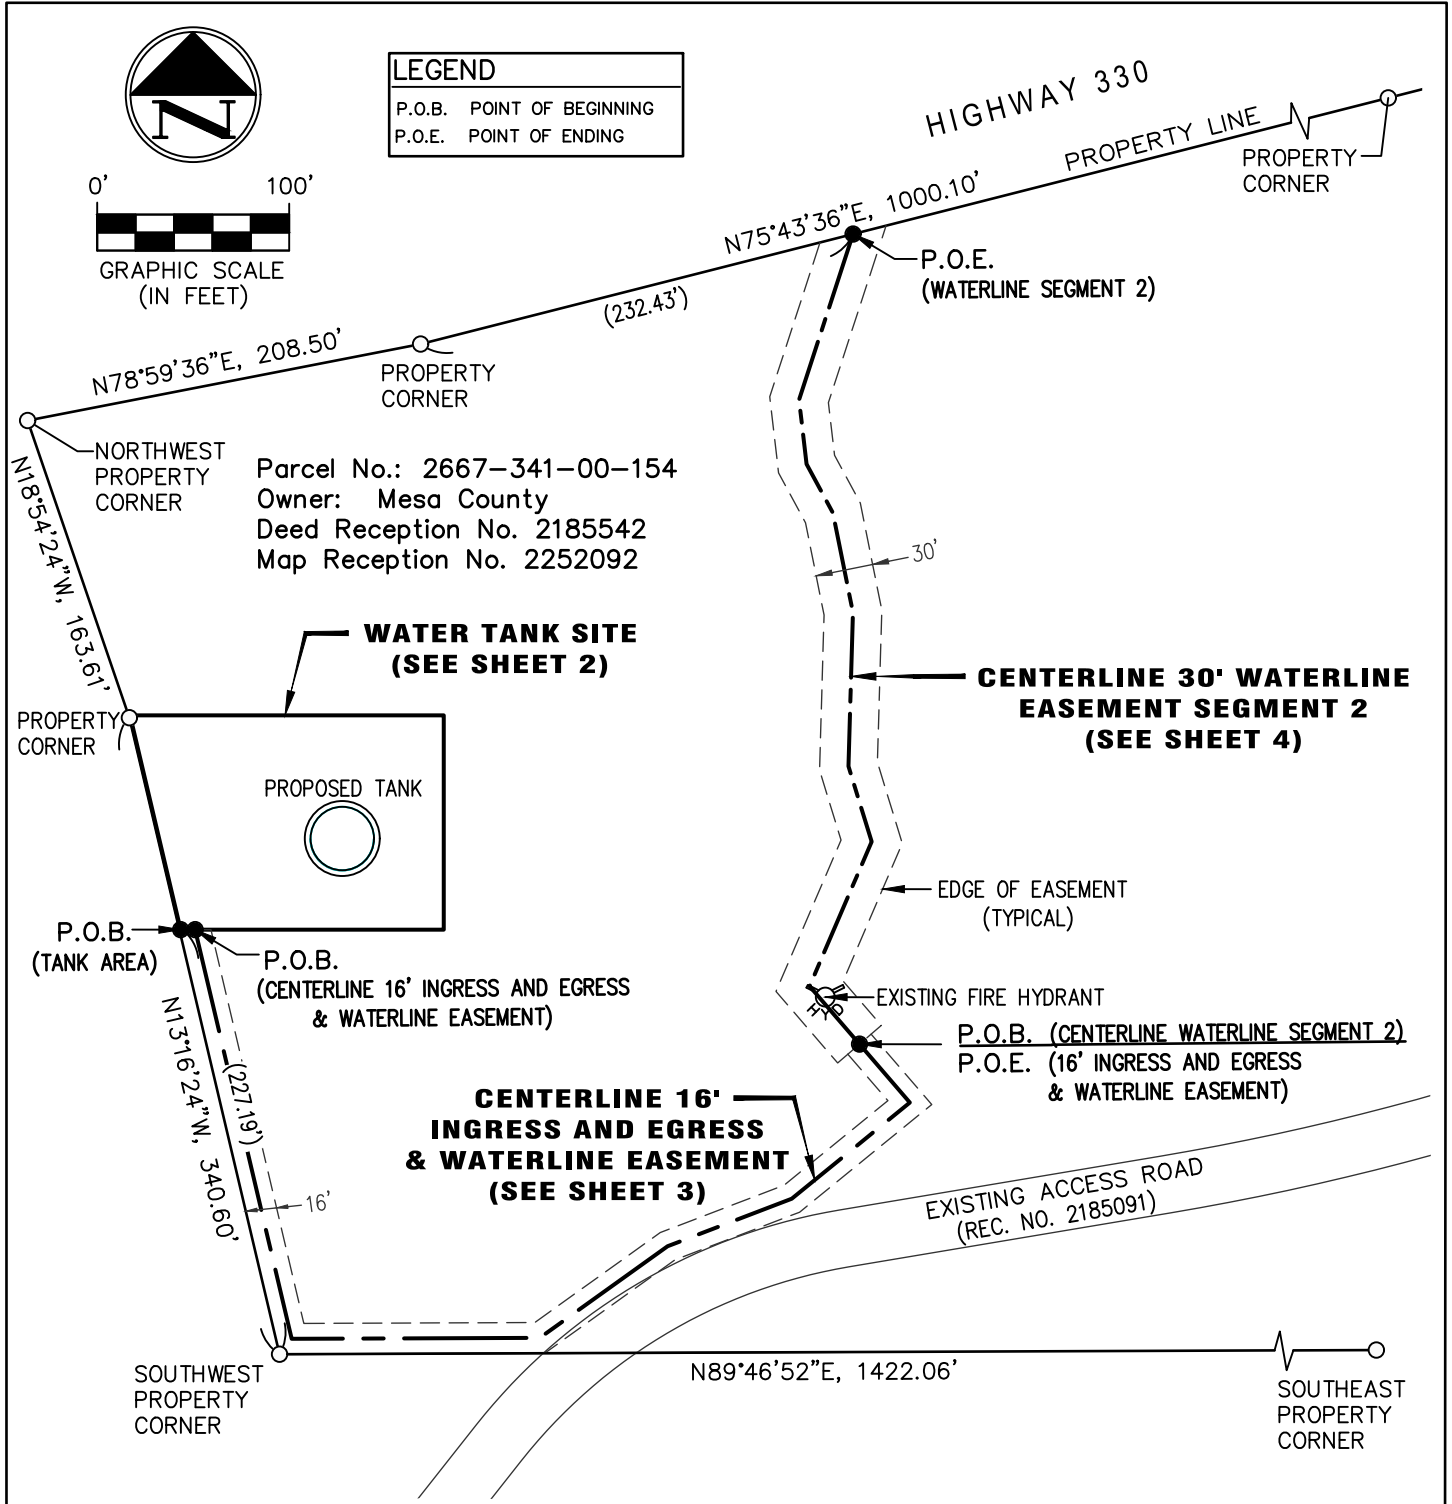 N
LEGEND
P.O.B. POINT OF BEGINNING
P.O.E. POINT OF ENDING
0' 100'
GRAPHIC SCALE
(IN FEET)
HIGHWAY 330
PROPERTY LINE
PROPERTY
CORNER
N75°43'36"E, 1000.10'
(232.43')
P.O.E.
(WATERLINE SEGMENT 2)
N78°59'36"E, 208.50'
PROPERTY
CORNER
NORTHWEST
PROPERTY
CORNER
N18°54'24"W, 163.61'
Parcel No.: 2667-341-00-154
Owner: Mesa County
Deed Reception No. 2185542
Map Reception No. 2252092
30'
WATER TANK SITE
(SEE SHEET 2)
CENTERLINE 30' WATERLINE
EASEMENT SEGMENT 2
(SEE SHEET 4)
PROPERTY
CORNER
PROPOSED TANK
EDGE OF EASEMENT
(TYPICAL)
P.O.B.
(TANK AREA)
P.O.B.
(CENTERLINE 16' INGRESS AND EGRESS
& WATERLINE EASEMENT)
EXISTING FIRE HYDRANT
HYD
P.O.B. (CENTERLINE WATERLINE SEGMENT 2)
P.O.E. (16' INGRESS AND EGRESS
& WATERLINE EASEMENT)
N13°16'24"W, 340.60'
(227.19')
CENTERLINE 16'
INGRESS AND EGRESS
& WATERLINE EASEMENT
(SEE SHEET 3)
16'
EXISTING ACCESS ROAD
(REC. NO. 2185091)
SOUTHWEST
PROPERTY
CORNER
N89°46'52"E, 1422.06'
SOUTHEAST
PROPERTY
CORNER